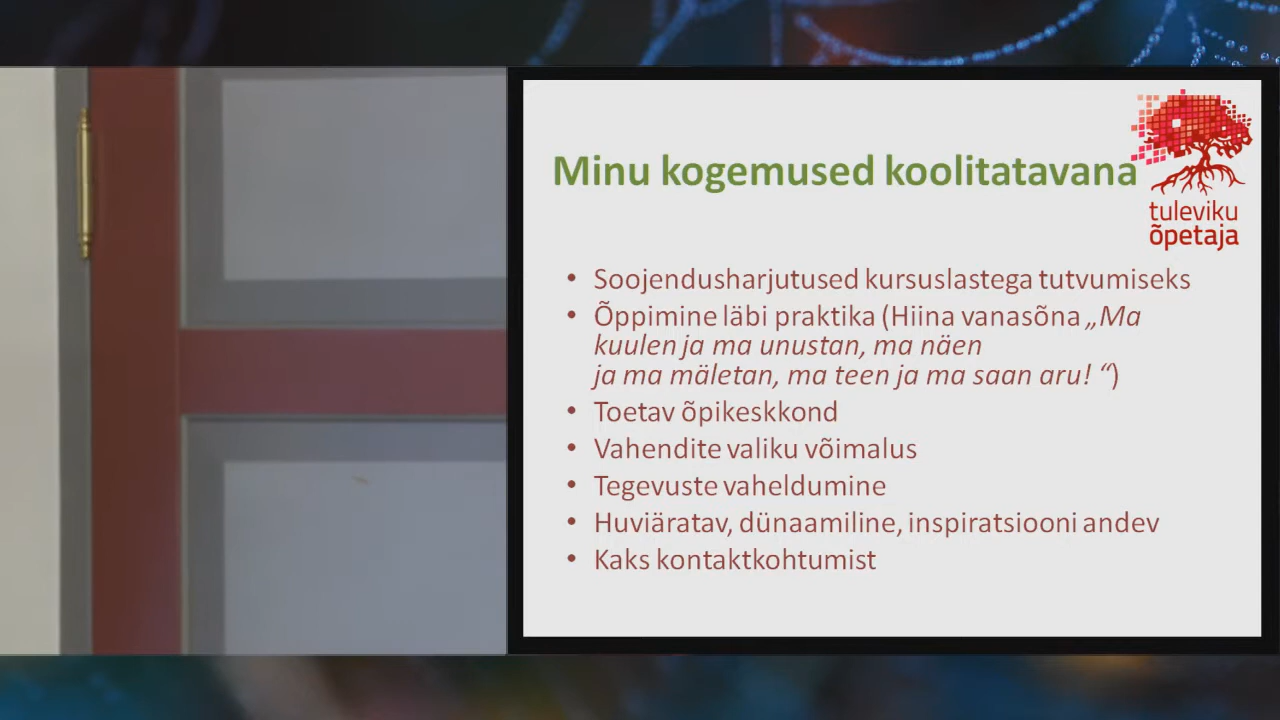 Minu kogemused koolitatavana
tuleviku
õpetaja
• Soojendusharjutused kursuslastega tutvumiseks
• Õppimine läbi praktika (Hiina vanasõna „Ma
kuulen ja ma unustan, ma näen
ja ma mäletan, ma teen ja ma saan aru! “)
• Toetav õpikeskkond
• Vahendite valiku võimalus
• Tegevuste vaheldumine
• Huviäratav, dünaamiline, inspiratsiooni andev
• Kaks kontaktkohtumist